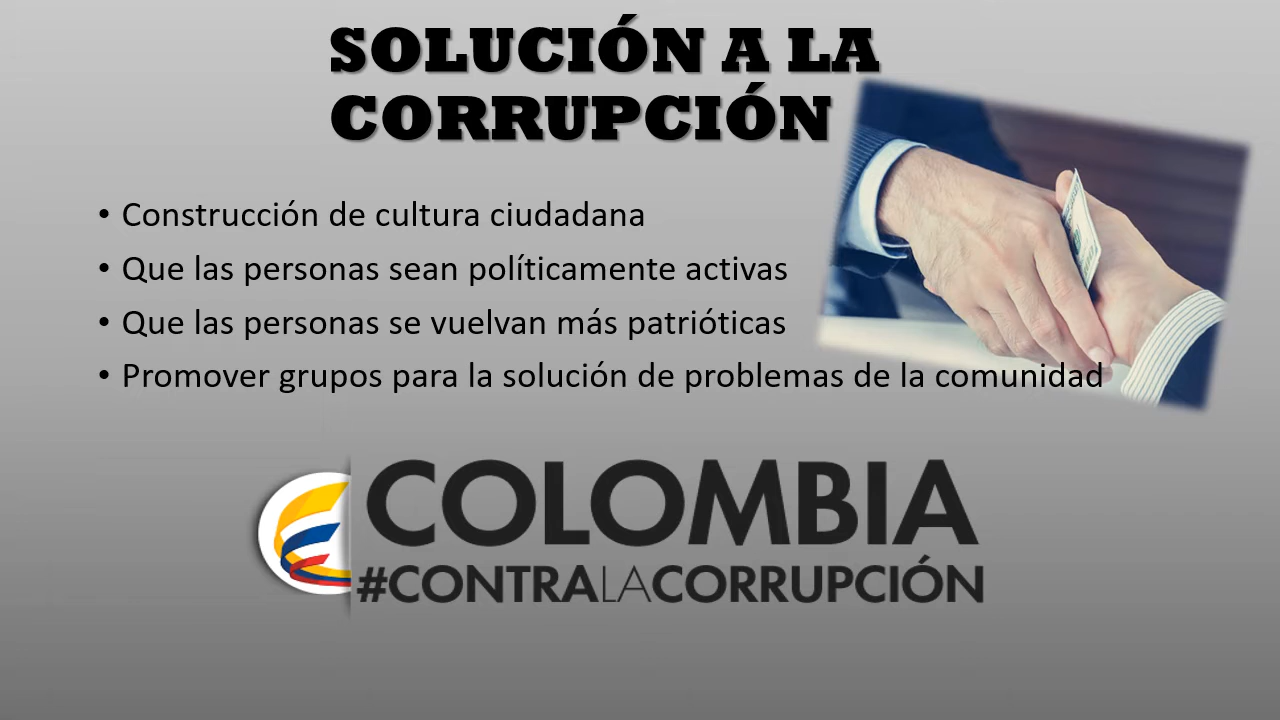 SOLUCIÓN A LA
CORRUPCIÓN
• Construcción de cultura ciudadana
• Que las personas sean políticamente activas
• Que las personas se vuelvan más patrióticas
• Promover grupos para la solución de problemas de la comunidad
COLOMBIA
#CONTRALACORRUPCIÓN